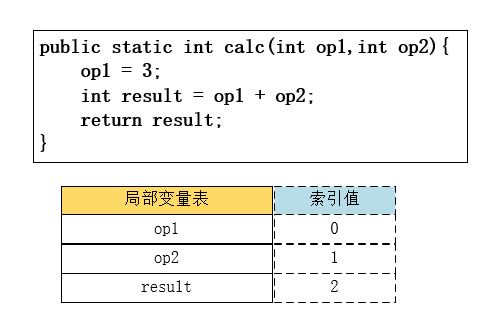 public static int calc(int op1,int op2){
    op1 = 3;
    int result = op1 + op2;
    return result;
}
局部变量表 索引值
op1 0
op2 1
result 2